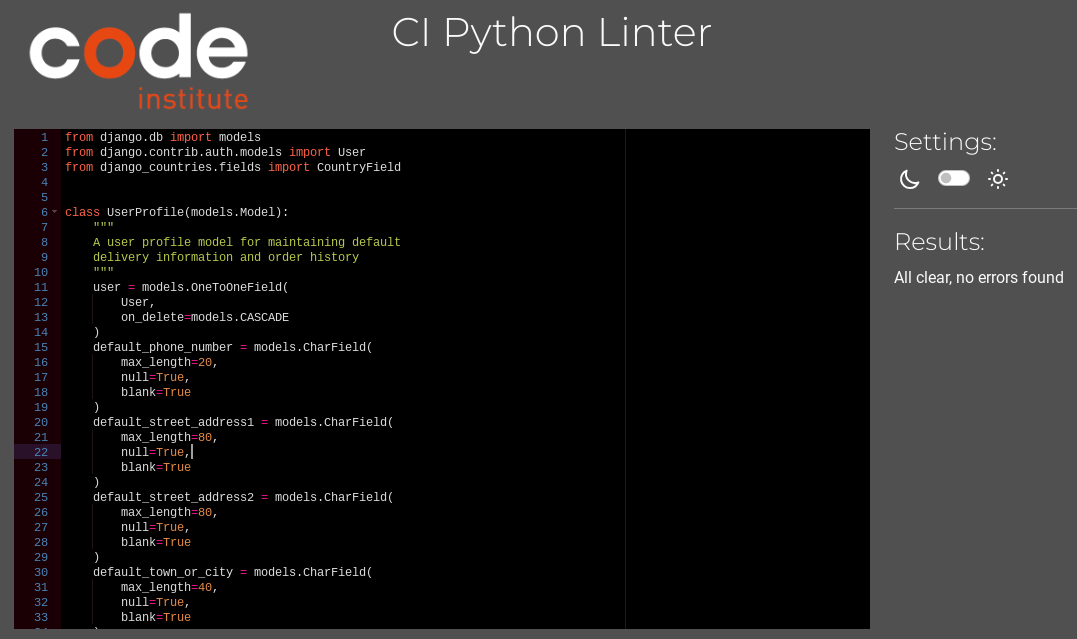 code
institute
CI Python Linter
1 from django.db import models
2 from django.contrib.auth.models import User
3 from django_countries.fields import CountryField
4
5
6 class UserProfile(models.Model):
7     """
8     A user profile model for maintaining default
9     delivery information and order history
10     """
11     user = models.OneToOneField(
12         User,
13         on_delete=models.CASCADE
14     )
15     default_phone_number = models.CharField(
16         max_length=20,
17         null=True,
18         blank=True
19     )
20     default_street_address1 = models.CharField(
21         max_length=80,
22         null=True,
23         blank=True
24     )
25     default_street_address2 = models.CharField(
26         max_length=80,
27         null=True,
28         blank=True
29     )
30     default_town_or_city = models.CharField(
31         max_length=40,
32         null=True,
33         blank=True
Settings:
Results:
All clear, no errors found